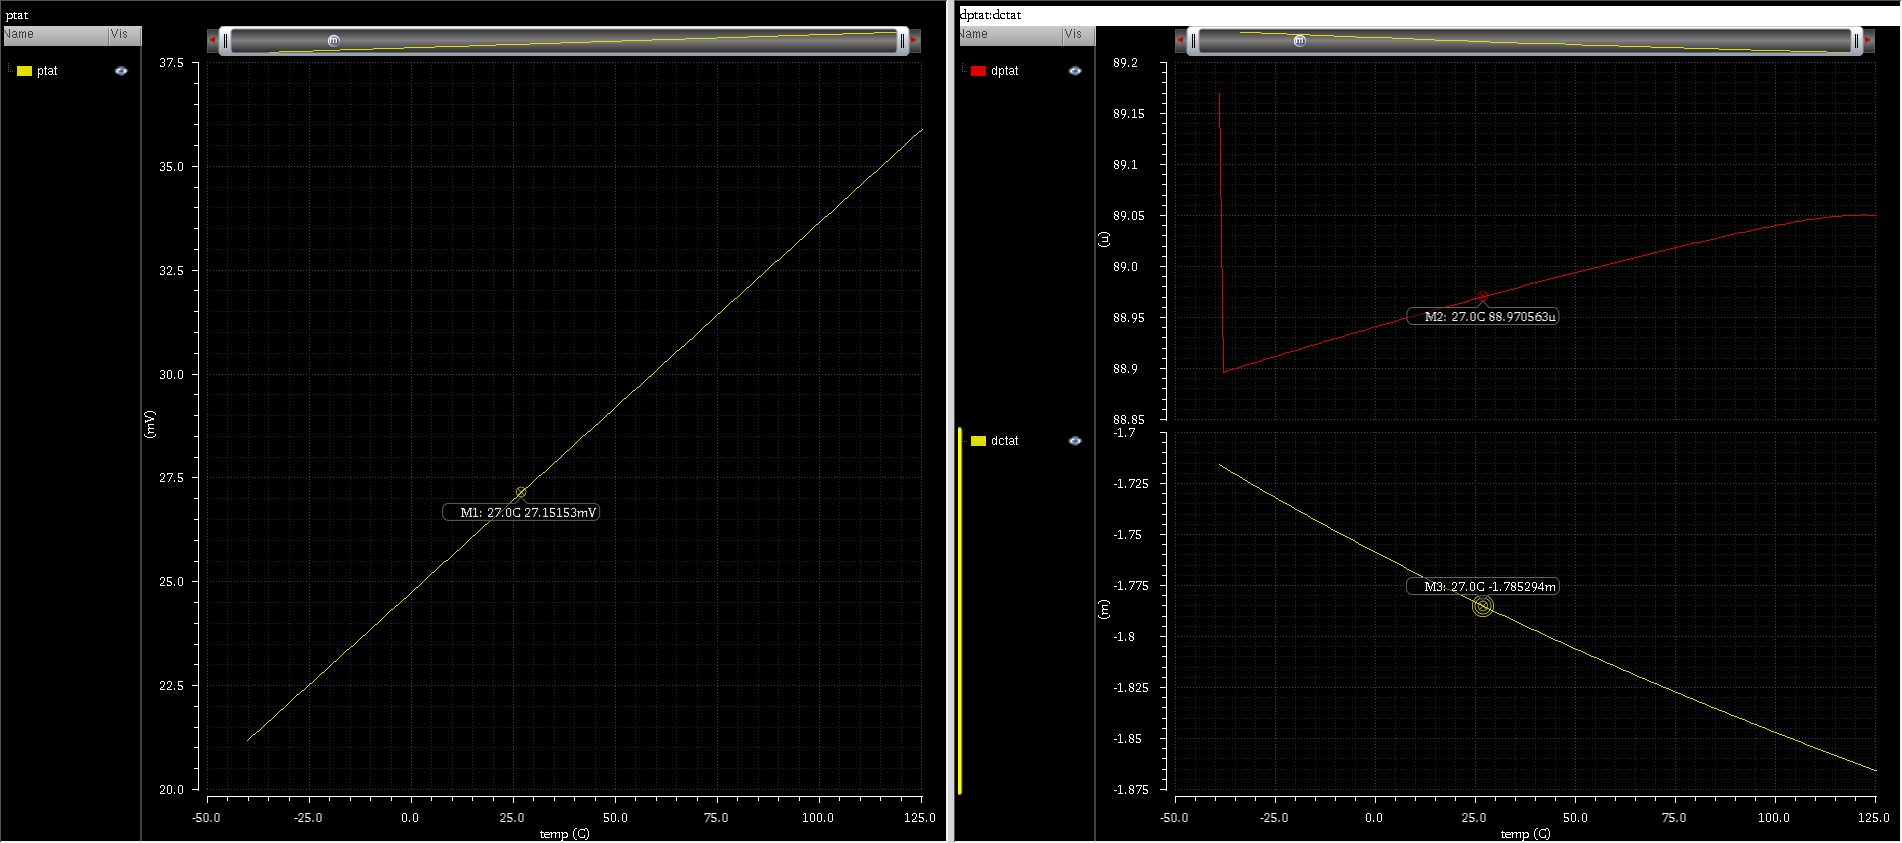 ptat
Name Vis
ptat
37.5
35.0
32.5
30.0
27.5
25.0
22.5
20.0
(mV)
M1: 27.0C 27.15153mV
-50.0 -25.0 0.0 25.0 50.0 75.0 100.0 125.0
temp (C)
dptat:dctat
Name Vis
dptat
89.2
89.15
89.1
89.05
89.0
88.95
88.9
88.85
(u)
M2: 27.0C 88.970563u
dctat
-1.7
-1.725
-1.75
-1.775
-1.8
-1.825
-1.85
-1.875
(m)
M3: 27.0C -1.785294m
-50.0 -25.0 0.0 25.0 50.0 75.0 100.0 125.0
temp (C)